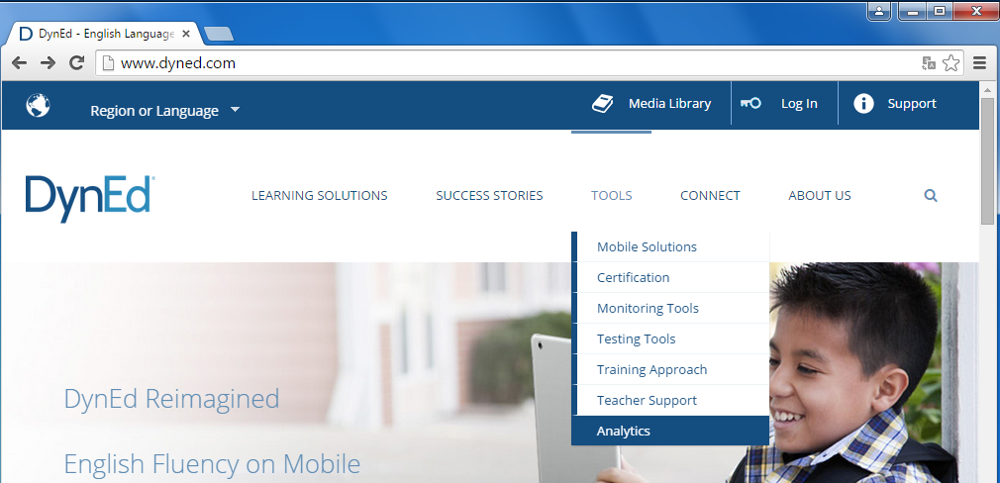 DynEd - English Language
www.dyned.com
Region or Language
Media Library
Log In
Support
DynEd
LEARNING SOLUTIONS
SUCCESS STORIES
TOOLS
CONNECT
ABOUT US
Mobile Solutions
Certification
Monitoring Tools
Testing Tools
Training Approach
Teacher Support
Analytics
DynEd Reimagined
English Fluency on Mobile